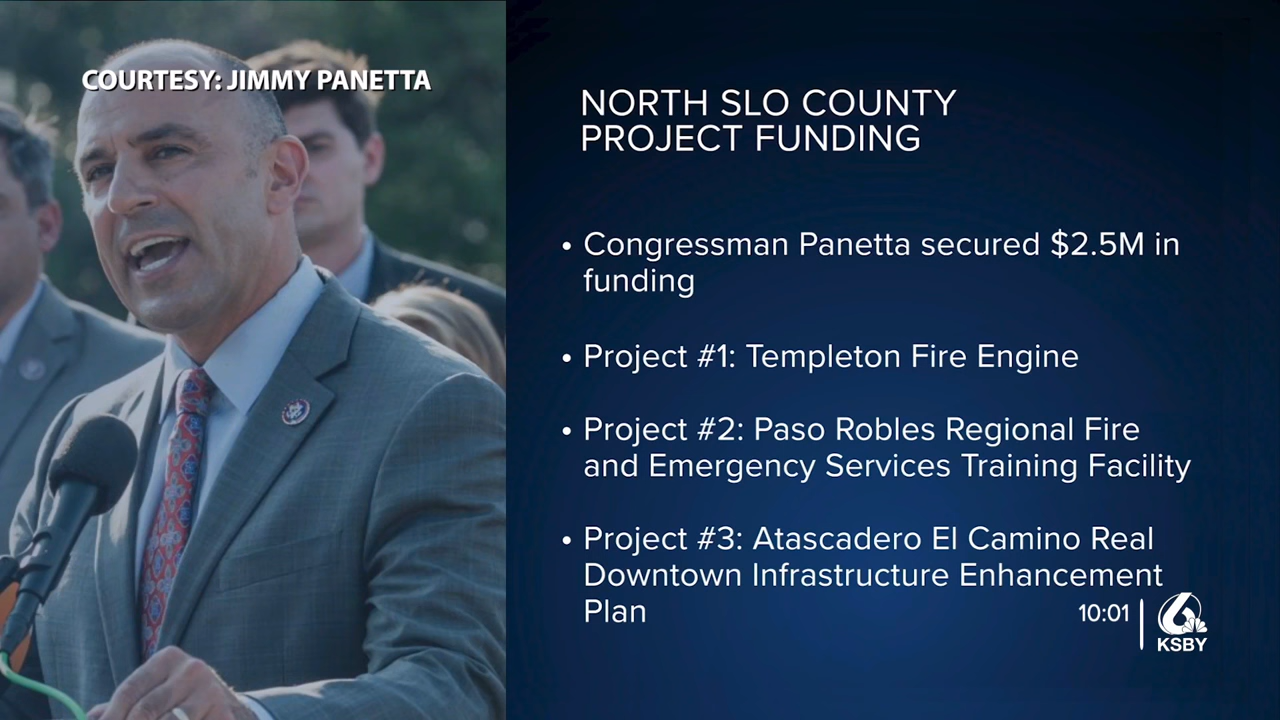 COURTESY: JIMMY PANETTA
NORTH SLO COUNTY
PROJECT FUNDING
• Congressman Panetta secured $2.5M in
funding
• Project #1: Templeton Fire Engine
• Project #2: Paso Robles Regional Fire
and Emergency Services Training Facility
• Project #3: Atascadero El Camino Real
Downtown Infrastructure Enhancement
Plan
10:01
6
KSBY